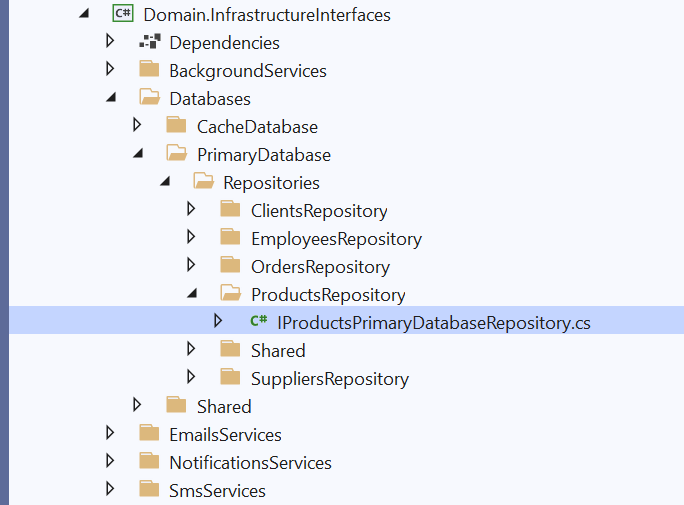 C# Domain.InfrastructureInterfaces
Dependencies
BackgroundServices
Databases
CacheDatabase
PrimaryDatabase
Repositories
ClientsRepository
EmployeesRepository
OrdersRepository
ProductsRepository
C# IProductsPrimaryDatabaseRepository.cs
Shared
SuppliersRepository
Shared
EmailsServices
NotificationsServices
SmsServices